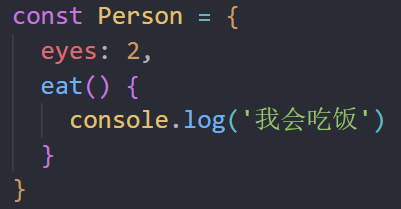 const Person = {
  eyes: 2,
  eat() {
    console.log('我会吃饭')
  }
}